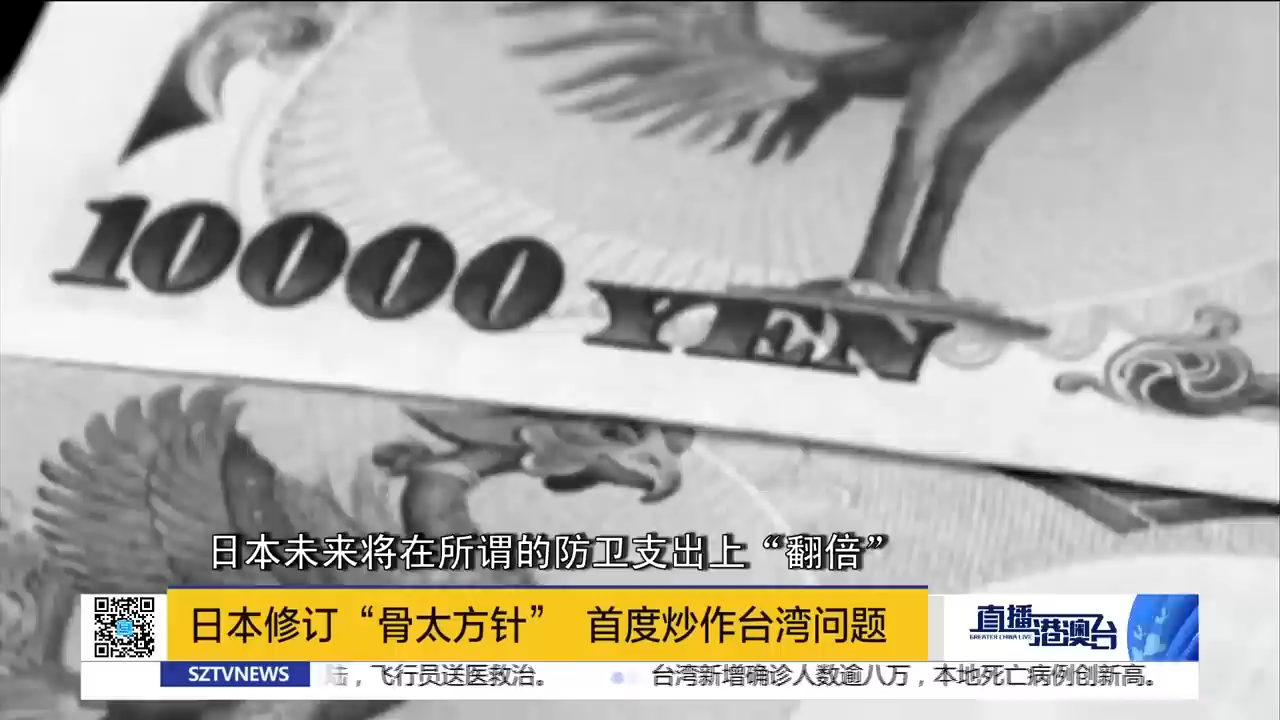 10000 YEN
日本未来将在所谓的防卫支出上“翻倍”
日本修订“骨太方针” 首度炒作台湾问题
直播港澳台
GREATER CHINA LIVE
SZTVNEWS
陆，飞行员送医救治。 台湾新增确诊人数逾八万，本地死亡病例创新高。